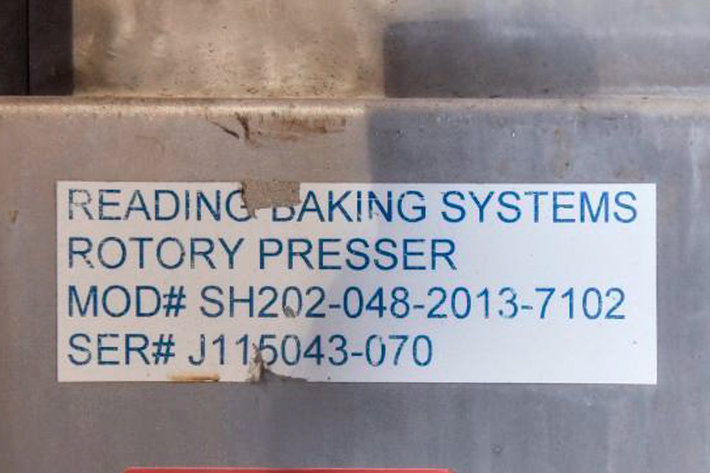 READING BAKING SYSTEMS
ROTORY PRESSER
MOD# SH202-048-2013-7102
SER# J115043-070